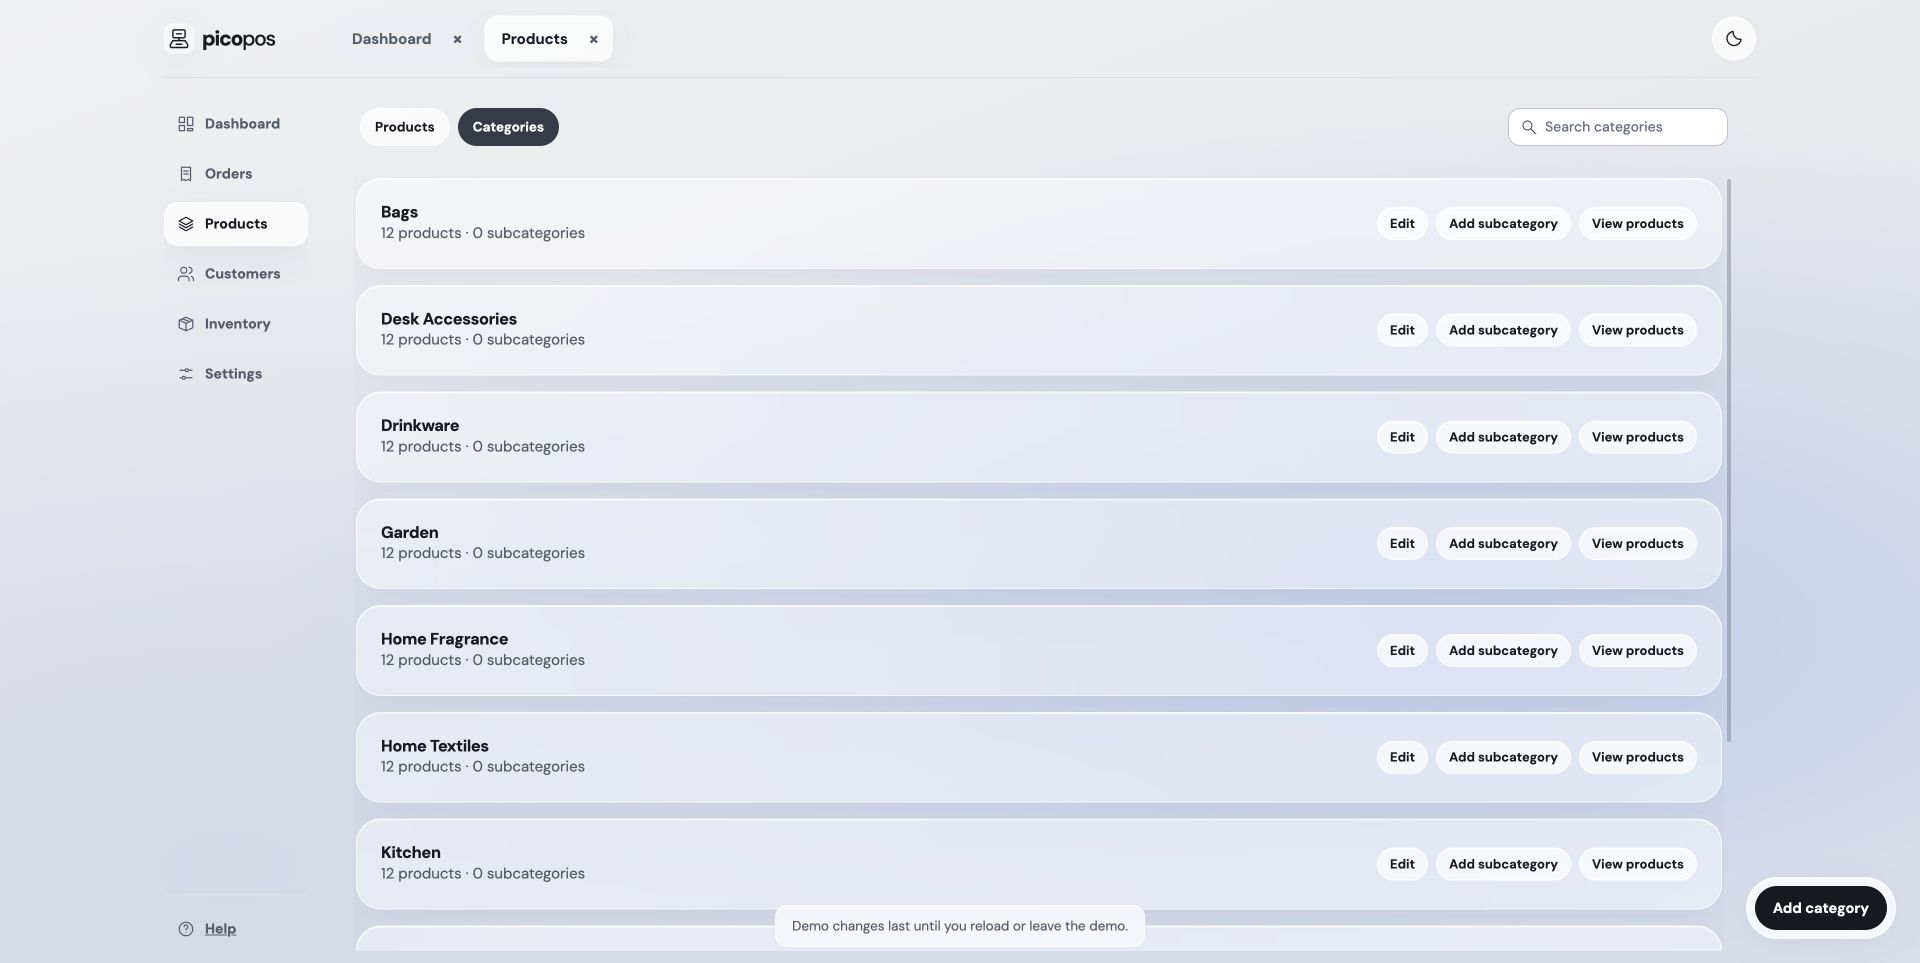 picopos
Dashboard
Products
Dashboard
Orders
Products
Customers
Inventory
Settings
Help
Products
Categories
Search categories
Bags
12 products · 0 subcategories
Edit
Add subcategory
View products
Desk Accessories
12 products · 0 subcategories
Edit
Add subcategory
View products
Drinkware
12 products · 0 subcategories
Edit
Add subcategory
View products
Garden
12 products · 0 subcategories
Edit
Add subcategory
View products
Home Fragrance
12 products · 0 subcategories
Edit
Add subcategory
View products
Home Textiles
12 products · 0 subcategories
Edit
Add subcategory
View products
Kitchen
12 products · 0 subcategories
Edit
Add subcategory
View products
Demo changes last until you reload or leave the demo.
Add category